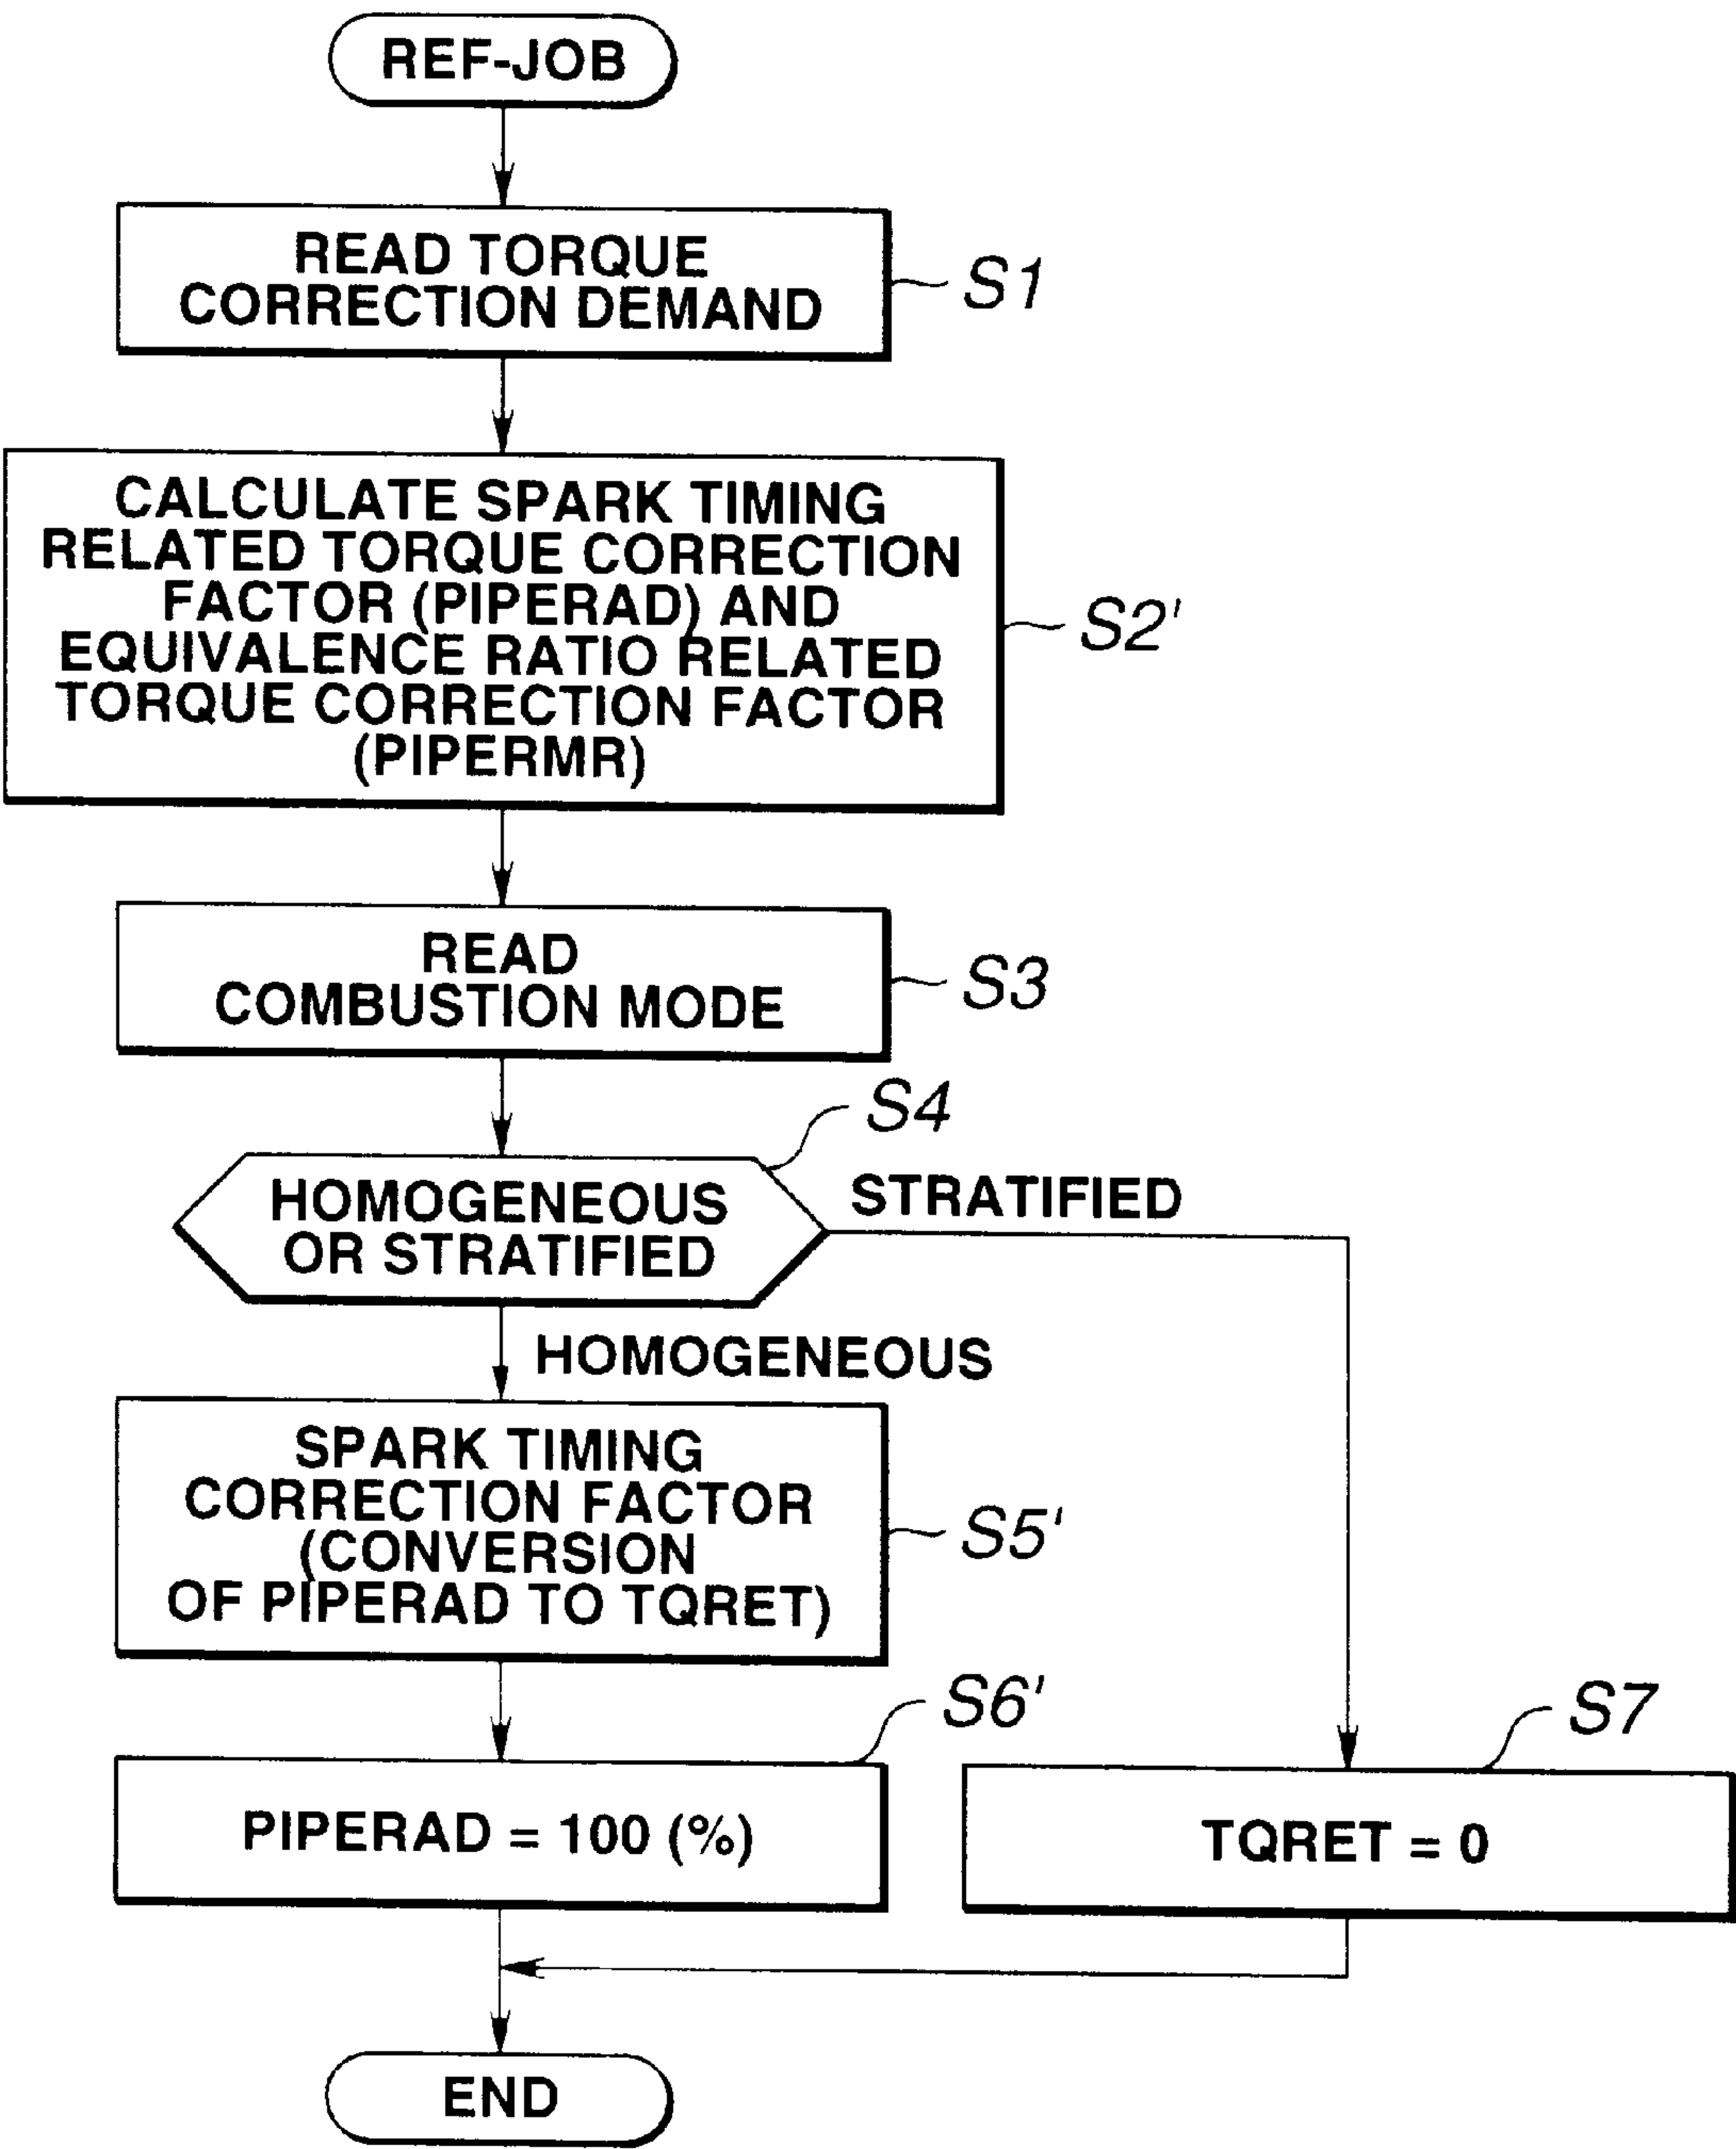 REF-JOB
READ TORQUE
CORRECTION DEMAND
S1
CALCULATE SPARK TIMING
RELATED TORQUE CORRECTION
FACTOR (PIPERAD) AND
EQUIVALENCE RATIO RELATED
TORQUE CORRECTION FACTOR
(PIPERMR)
S2'
READ
COMBUSTION MODE
S3
S4
HOMOGENEOUS
OR STRATIFIED
STRATIFIED
HOMOGENEOUS
SPARK TIMING
CORRECTION FACTOR
(CONVERSION
OF PIPERAD TO TQRET)
S5'
S6'
PIPERAD = 100 (%)
S7
TQRET = 0
END